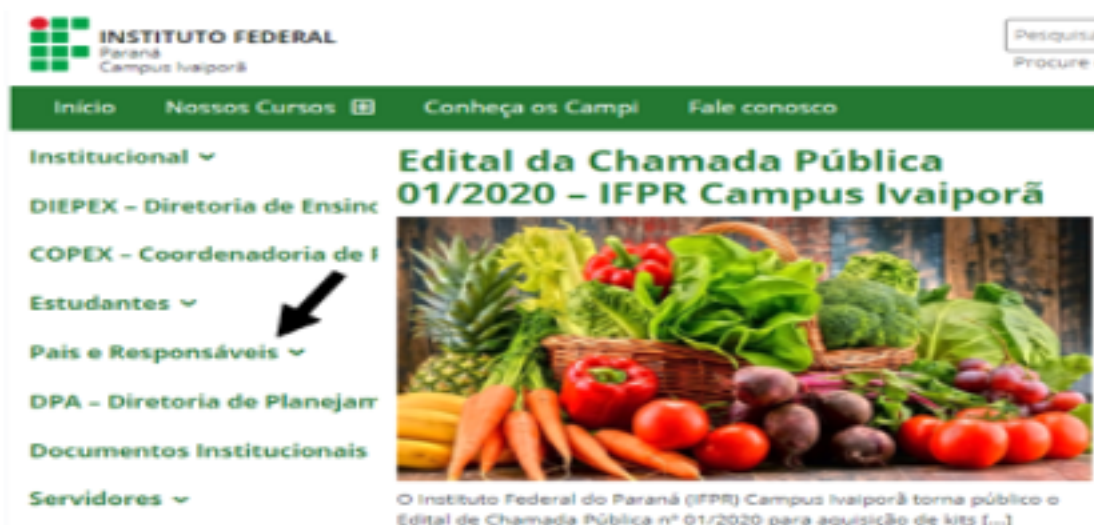 INSTITUTO FEDERAL
Paraná
Campus Ivaiporã
Pesquisa
Procure
Início Nossos Cursos Conheça os Campi Fale conosco
Institucional
DIEPEX – Diretoria de Ensino
COPEX – Coordenadoria de
Estudantes
Pais e Responsáveis
DPA – Diretoria de Planejam
Documentos Institucionais
Servidores
Edital da Chamada Pública
01/2020 – IFPR Campus Ivaiporã
O Instituto Federal do Paraná (IFPR) Campus Ivaiporã torna público o
Edital de Chamada Pública nº 01/2020 para aquisição de kits [...]